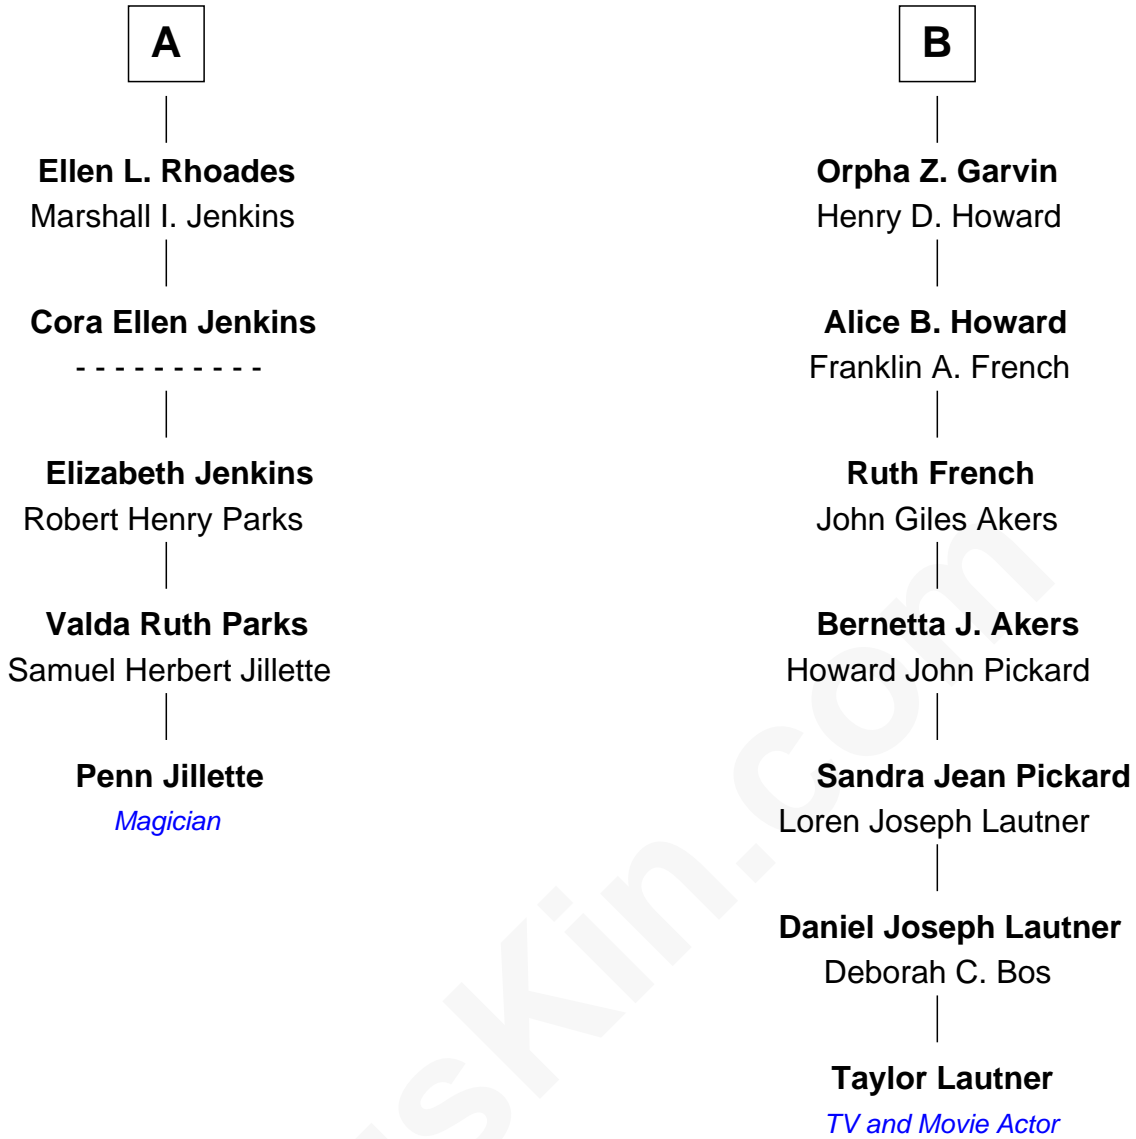 A
Ellen L. Rhoades
Marshall I. Jenkins
Cora Ellen Jenkins
- - - - - - - - - -
Elizabeth Jenkins
Robert Henry Parks
Valda Ruth Parks
Samuel Herbert Jillette
Penn Jillette
Magician
B
Orpha Z. Garvin
Henry D. Howard
Alice B. Howard
Franklin A. French
Ruth French
John Giles Akers
Bernetta J. Akers
Howard John Pickard
Sandra Jean Pickard
Loren Joseph Lautner
Daniel Joseph Lautner
Deborah C. Bos
Taylor Lautner
TV and Movie Actor
sKin.com